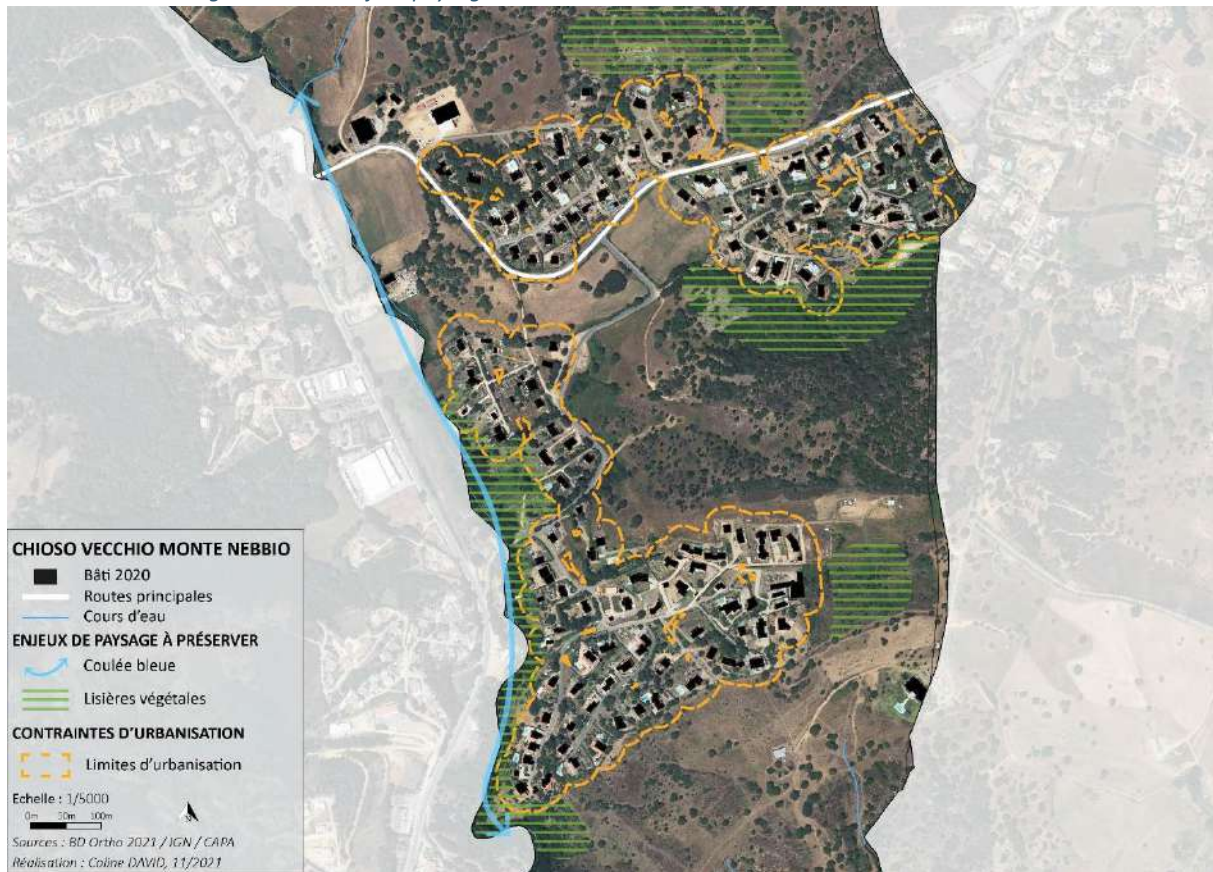 CHIOSO VECCHIO MONTE NEBBIO
Bâti 2020
Routes principales
Cours d'eau
ENJEUX DE PAYSAGE À PRÉSERVER
Coulée bleue
Lisières végétales
CONTRAINTES D'URBANISATION
Limites d'urbanisation
Echelle : 1/5000
0m 50m 100m
Sources : BD Ortho 2021 / IGN / CAPA
Réalisation : Coline DAVID, 11/2021